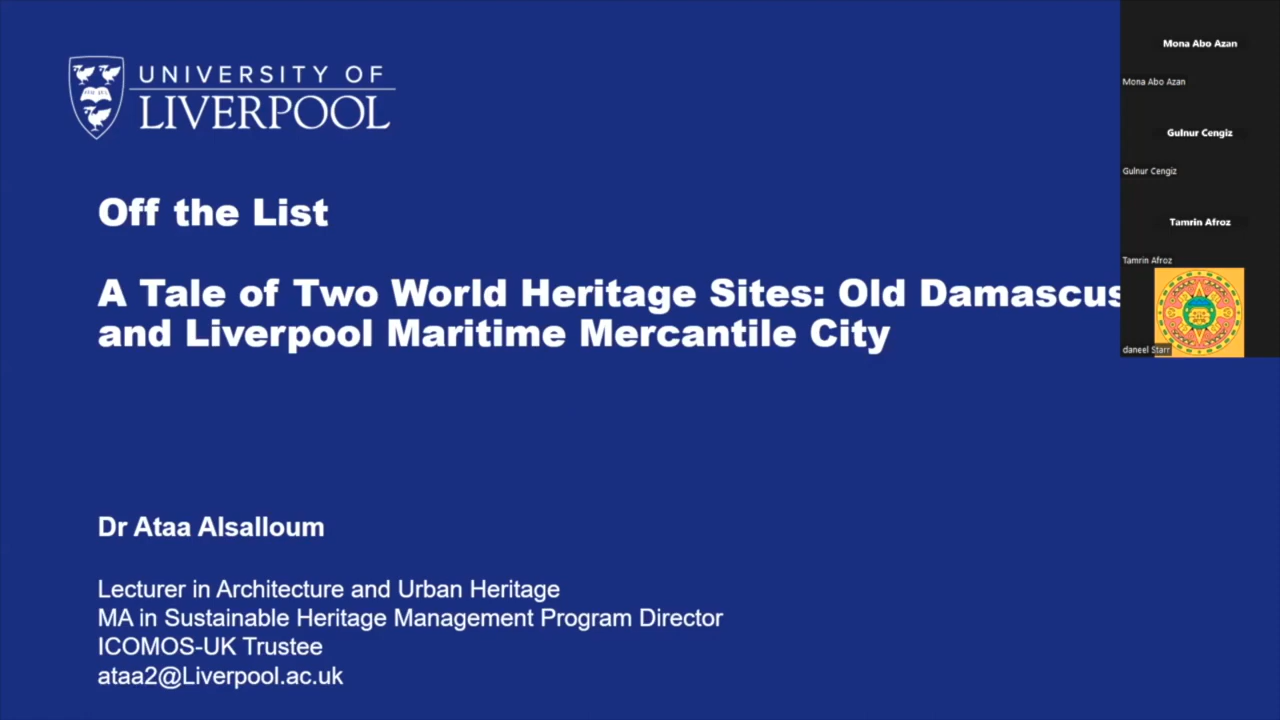 UNIVERSITY OF
LIVERPOOL
Off the List
A Tale of Two World Heritage Sites: Old Damascus
and Liverpool Maritime Mercantile City
Dr Ataa Alsalloum
Lecturer in Architecture and Urban Heritage
MA in Sustainable Heritage Management Program Director
ICOMOS-UK Trustee
ataa2@Liverpool.ac.uk
Mona Abo Azan
Mona Abo Azan
Gulnur Cengiz
Gulnur Cengiz
Tamrin Afroz
Tamrin Afroz
daneel Starr